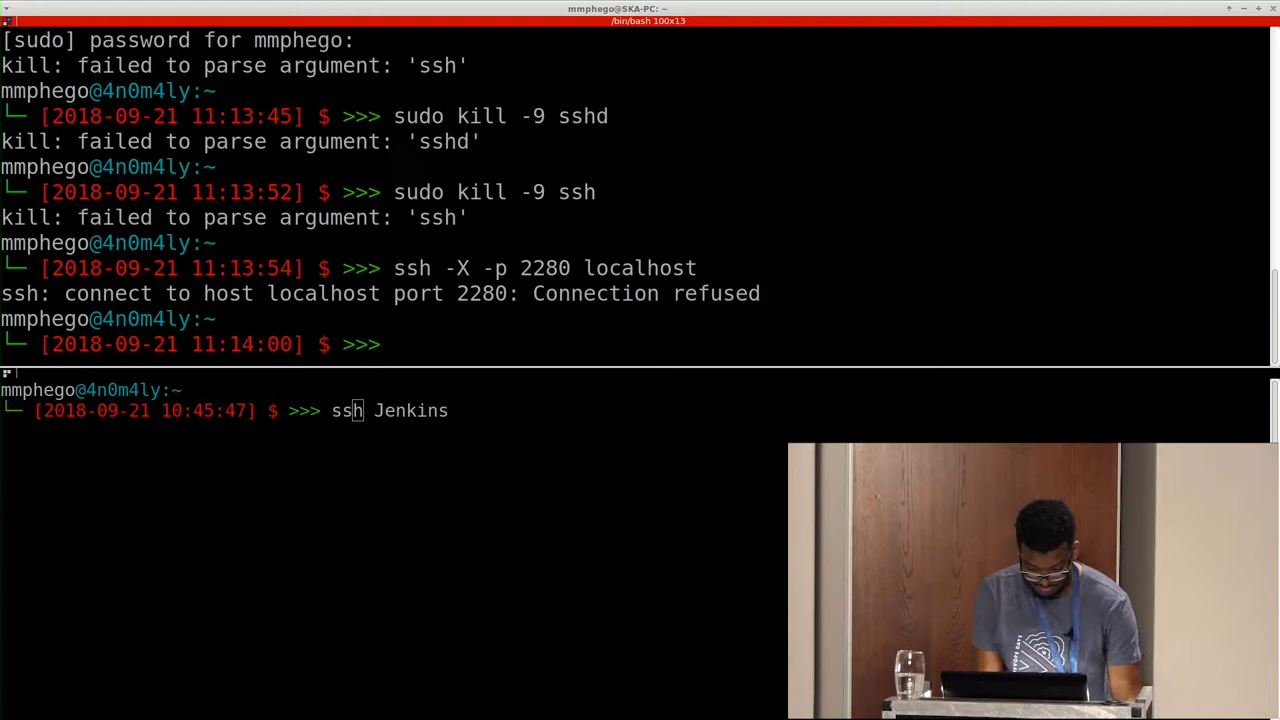 mmphego@SKA-PC: ~
/bin/bash 100x13
[sudo] password for mmphego:
kill: failed to parse argument: 'ssh'
mmphego@4n0m4ly:~
└─ [2018-09-21 11:13:45] $ >>> sudo kill -9 sshd
kill: failed to parse argument: 'sshd'
mmphego@4n0m4ly:~
└─ [2018-09-21 11:13:52] $ >>> sudo kill -9 ssh
kill: failed to parse argument: 'ssh'
mmphego@4n0m4ly:~
└─ [2018-09-21 11:13:54] $ >>> ssh -X -p 2280 localhost
ssh: connect to host localhost port 2280: Connection refused
mmphego@4n0m4ly:~
└─ [2018-09-21 11:14:00] $ >>>
mmphego@4n0m4ly:~
└─ [2018-09-21 10:45:47] $ >>> ssh Jenkins
DEVOPS DAYS